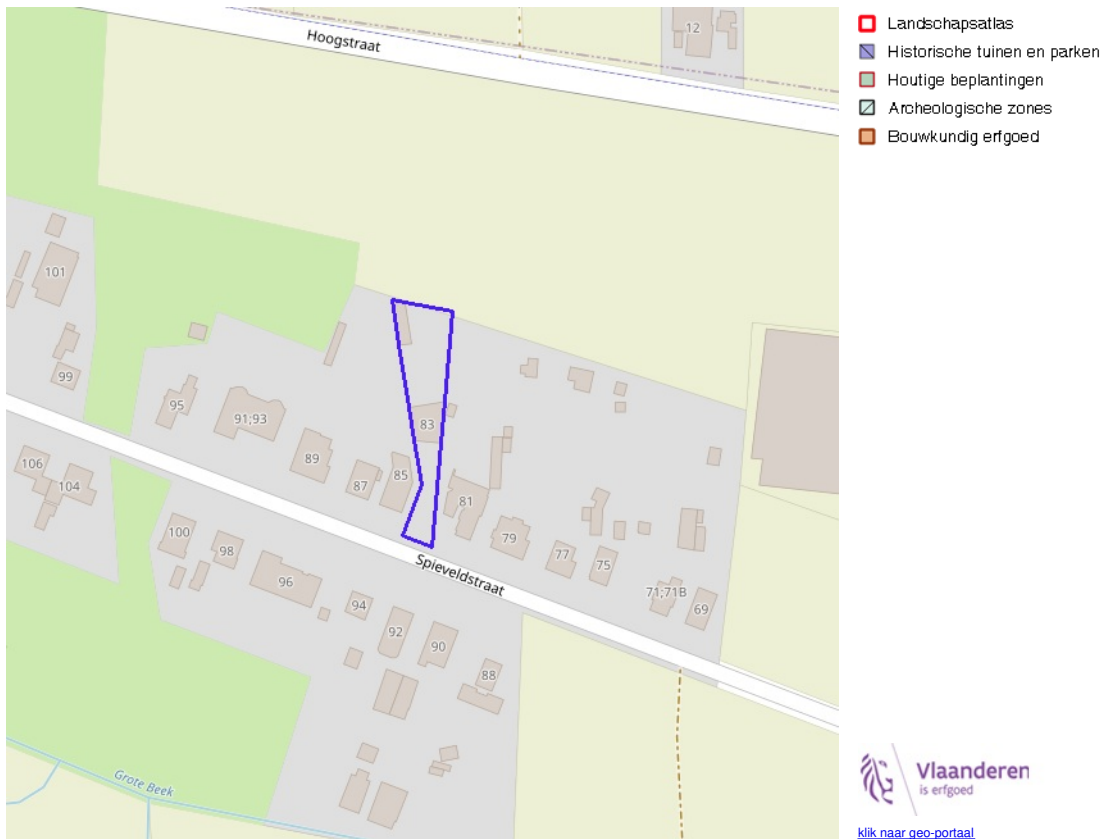 Hoogstraat
12
101
99
95
91;93
89
87
85
83
81
79
77
75
71;71B
69
106
104
100
98
96
94
92
90
88
Spieveldstraat
Grote Beek
Landschapsatlas
Historische tuinen en parken
Houtige beplantingen
Archeologische zones
Bouwkundig erfgoed
Vlaanderen
is erfgoed
klik naar geo-portaal